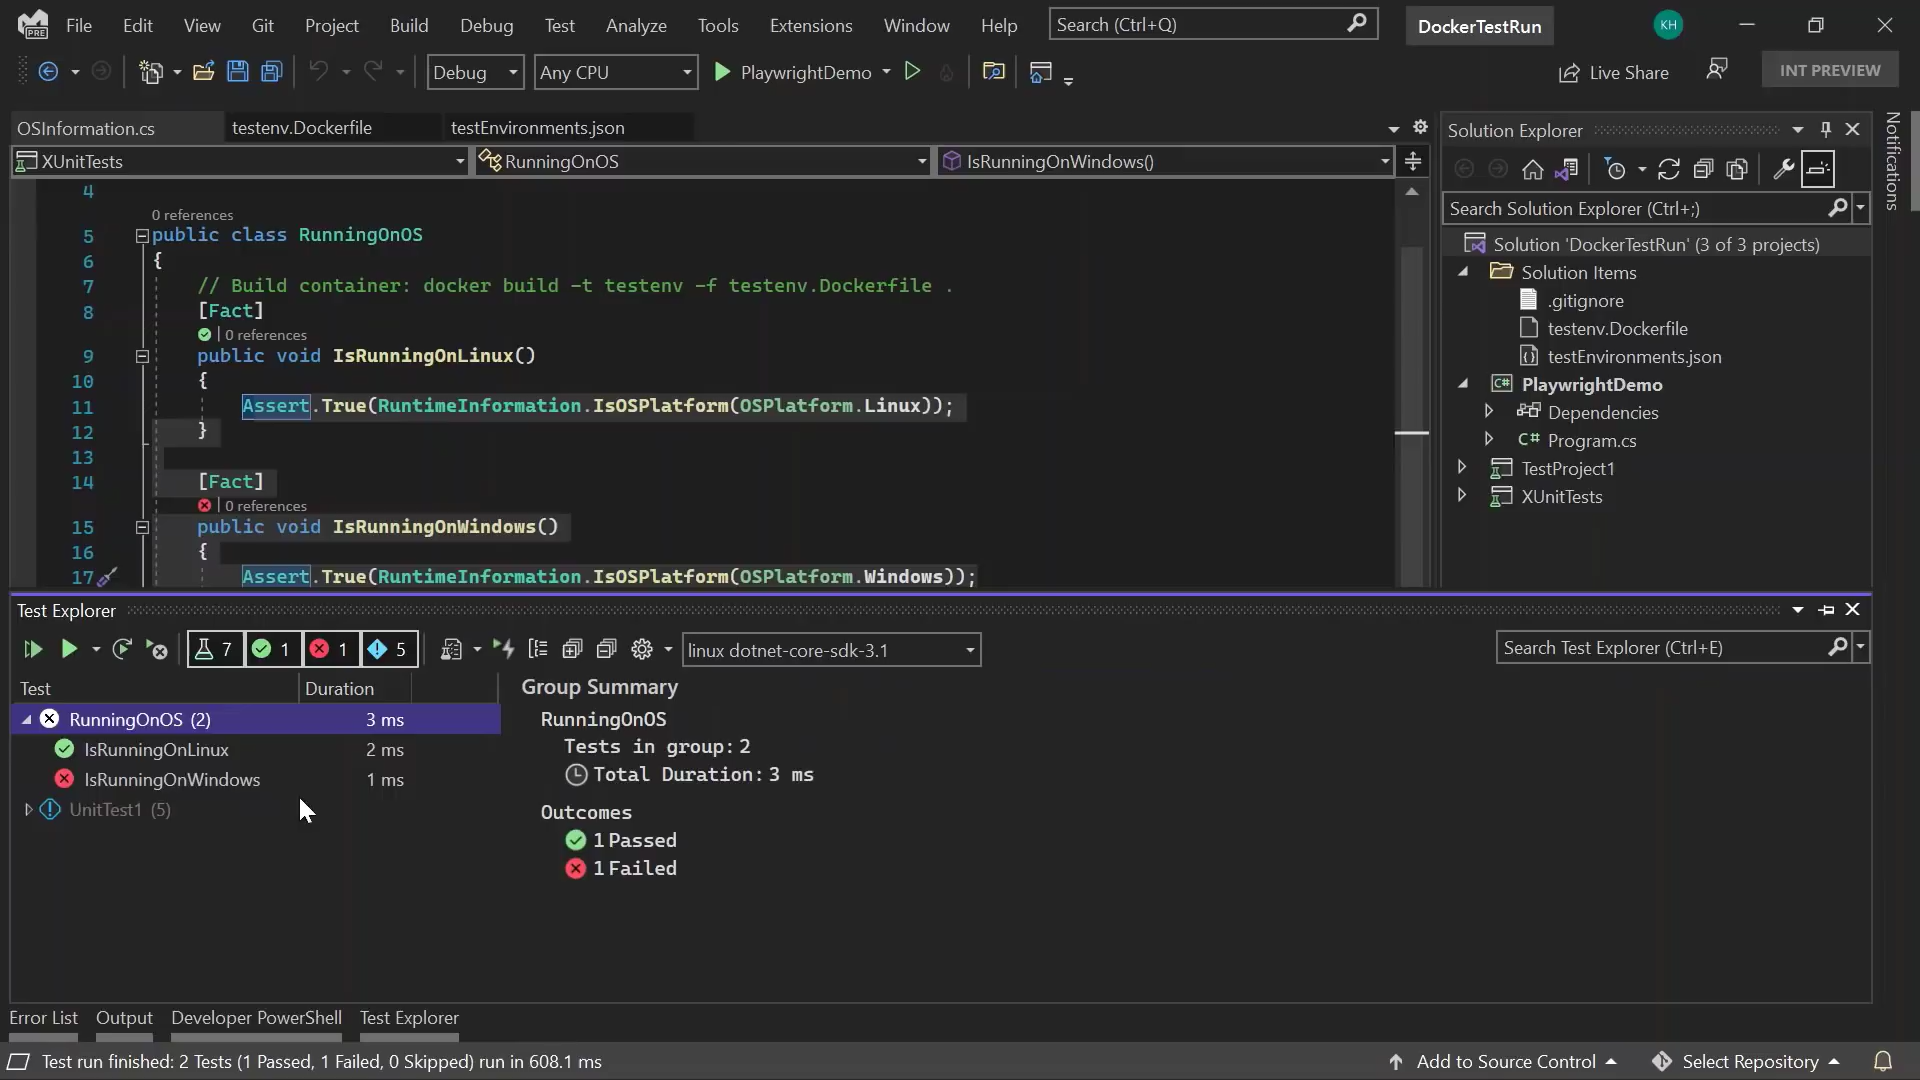 PRE
File Edit View Git Project Build Debug Test Analyze Tools Extensions Window Help Search (Ctrl+Q) DockerTestRun KH
Debug Any CPU PlaywrightDemo Live Share INT PREVIEW
OSInformation.cs testenv.Dockerfile testEnvironments.json
XUnitTests RunningOnOS IsRunningOnWindows()
4
0 references
5 public class RunningOnOS
6 {
7 // Build container: docker build -t testenv -f testenv.Dockerfile .
8 [Fact]
0 references
9 public void IsRunningOnLinux()
10 {
11 Assert.True(RuntimeInformation.IsOSPlatform(OSPlatform.Linux));
12 }
13
14 [Fact]
0 references
15 public void IsRunningOnWindows()
16 {
17 Assert.True(RuntimeInformation.IsOSPlatform(OSPlatform.Windows));
Solution Explorer
Search Solution Explorer (Ctrl+;)
Solution 'DockerTestRun' (3 of 3 projects)
Solution Items
.gitignore
testenv.Dockerfile
testEnvironments.json
C# PlaywrightDemo
Dependencies
C# Program.cs
TestProject1
XUnitTests
Notifications
Test Explorer
7 1 1 5 linux dotnet-core-sdk-3.1 Search Test Explorer (Ctrl+E)
Test Duration
RunningOnOS (2) 3 ms
IsRunningOnLinux 2 ms
IsRunningOnWindows 1 ms
UnitTest1 (5)
Group Summary
RunningOnOS
Tests in group: 2
Total Duration: 3 ms
Outcomes
1 Passed
1 Failed
Error List Output Developer PowerShell Test Explorer
Test run finished: 2 Tests (1 Passed, 1 Failed, 0 Skipped) run in 608.1 ms Add to Source Control Select Repository